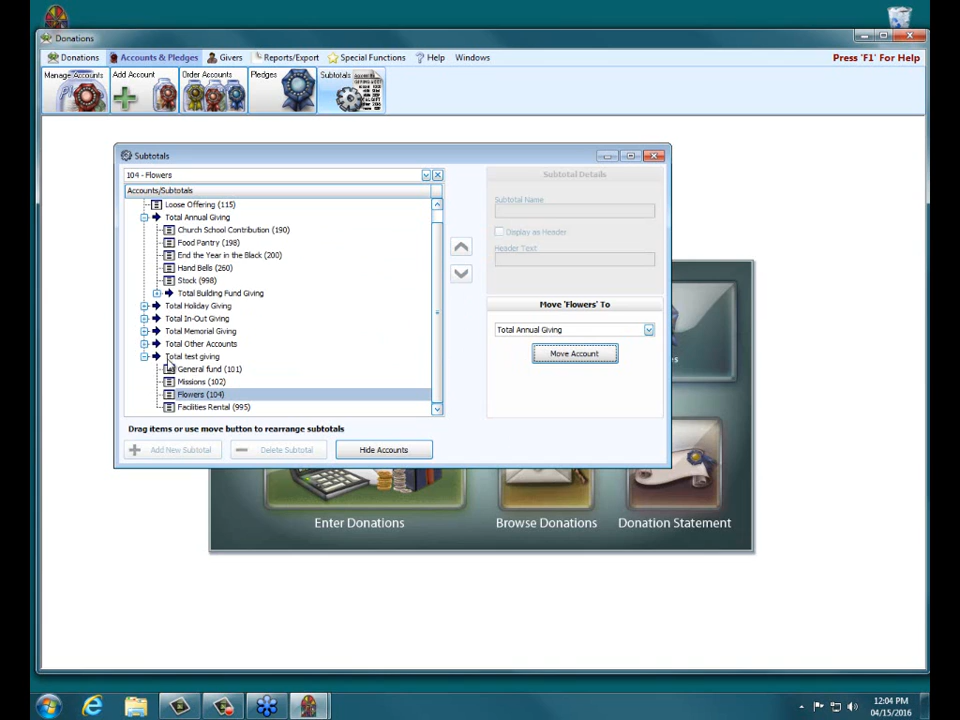 Donations
Donations Accounts & Pledges Givers Reports/Export Special Functions Help Windows Press 'F1' For Help
Manage Accounts Add Account Order Accounts Pledges Subtotals
Subtotals
104 - Flowers
Accounts/Subtotals
Loose Offering (115)
Total Annual Giving
Church School Contribution (190)
Food Pantry (198)
End the Year in the Black (200)
Hand Bells (260)
Stock (998)
Total Building Fund Giving
Total Holiday Giving
Total In-Out Giving
Total Memorial Giving
Total Other Accounts
Total test giving
General fund (101)
Missions (102)
Flowers (104)
Facilities Rental (995)
Drag items or use move button to rearrange subtotals
Add New Subtotal Delete Subtotal Hide Accounts
Subtotal Details
Subtotal Name
Display as Header
Header Text
Move 'Flowers' To
Total Annual Giving
Move Account
Enter Donations Browse Donations Donation Statement
12:04 PM
04/15/2016